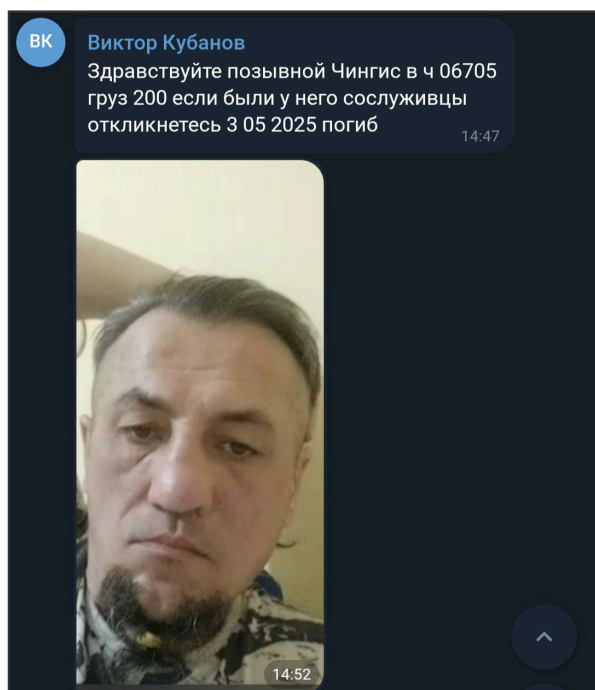 ВК
Виктор Кубанов
Здравствуйте позывной Чингис в ч 06705
груз 200 если были у него сослуживцы
откликнетесь 3 05 2025 погиб
14:47
14:52